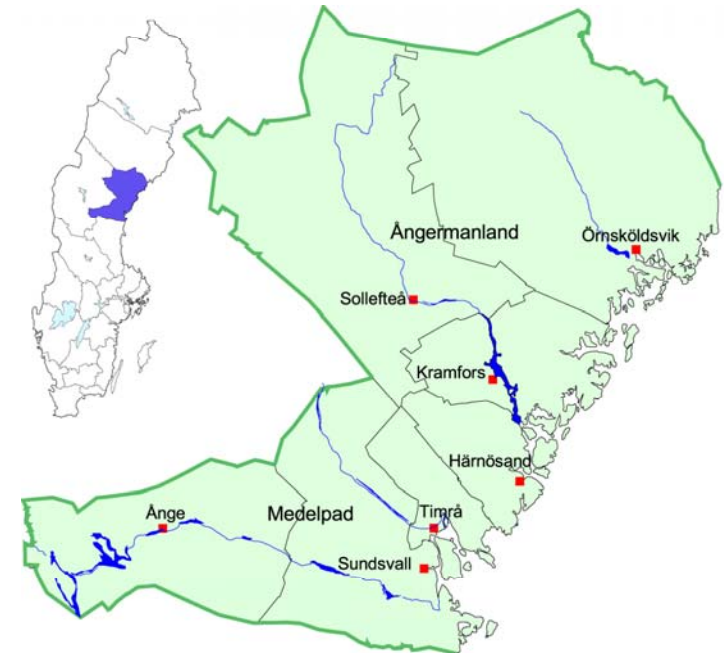 Ångermanland
Örnsköldsvik
Sollefteå
Kramfors
Härnösand
Ånge
Medelpad
Timrå
Sundsvall